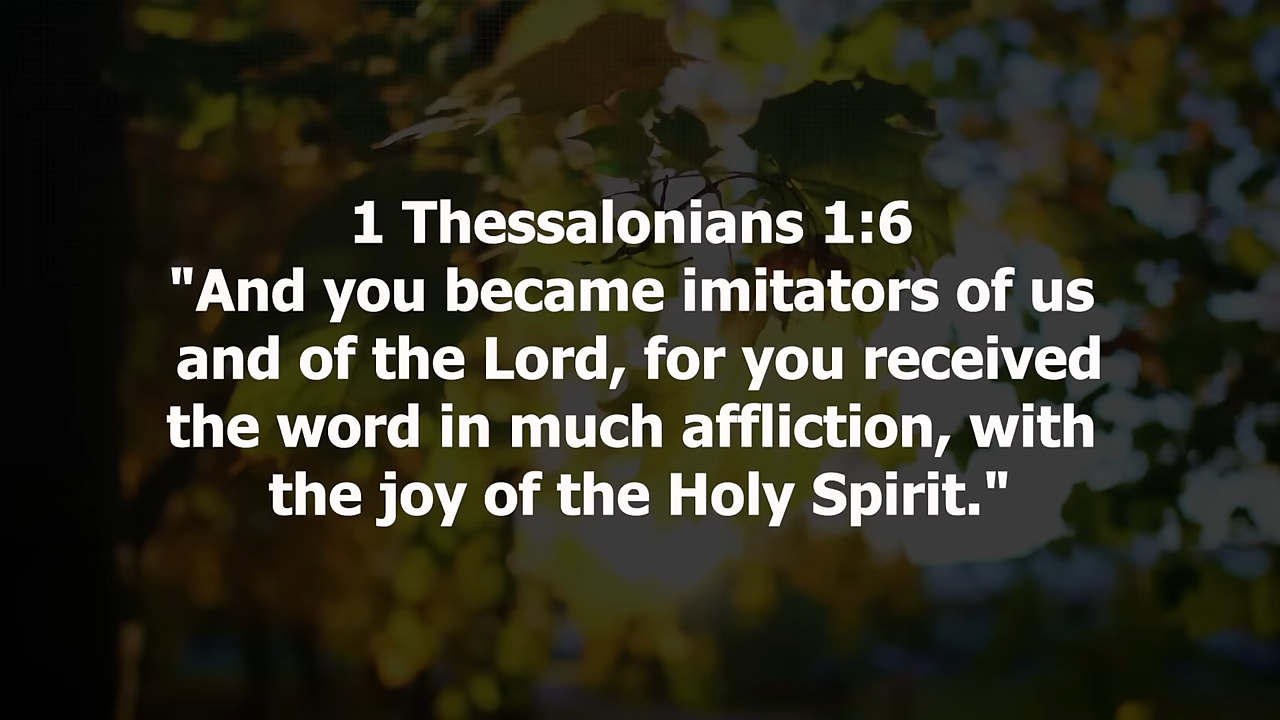 1 Thessalonians 1:6
"And you became imitators of us
and of the Lord, for you received
the word in much affliction, with
the joy of the Holy Spirit."